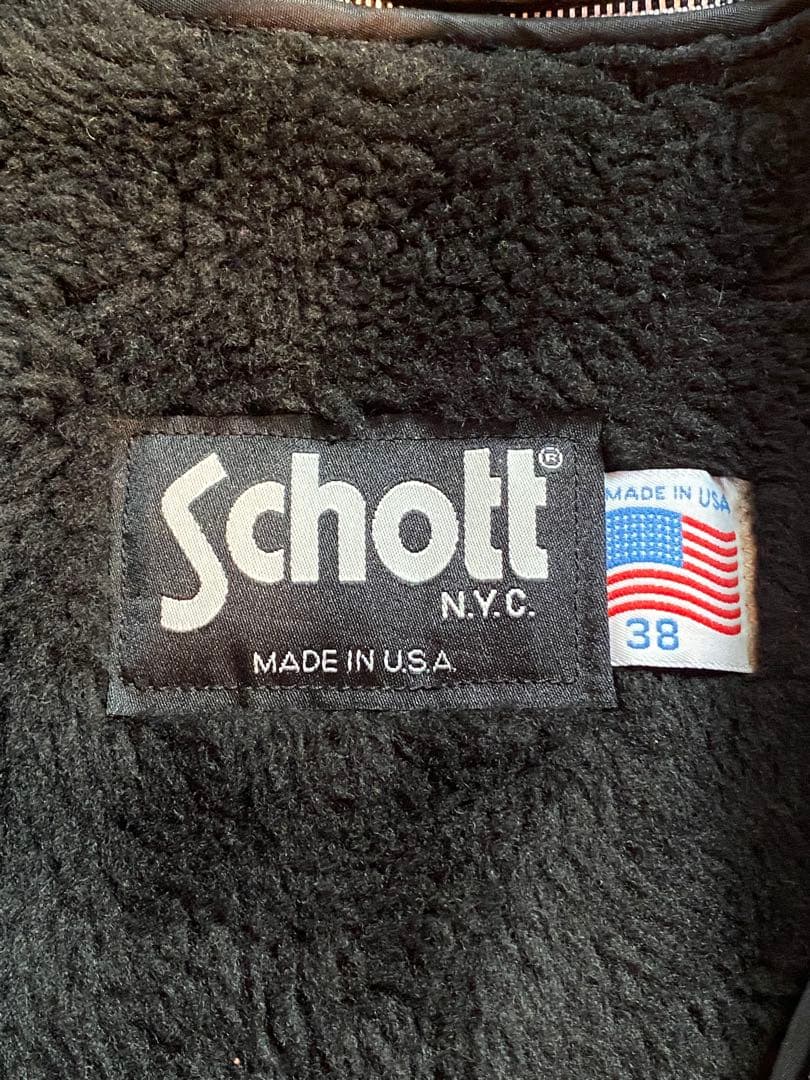 Schott®
N.Y.C.
MADE IN U.S.A.
MADE IN USA
38